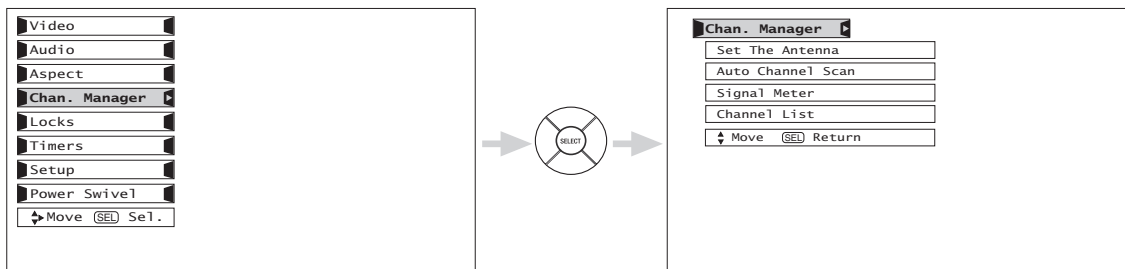 Video
Audio
Aspect
Chan. Manager
Locks
Timers
Setup
Power Swivel
Move SEL Sel.
SELECT
Chan. Manager
Set The Antenna
Auto Channel Scan
Signal Meter
Channel List
Move SEL Return